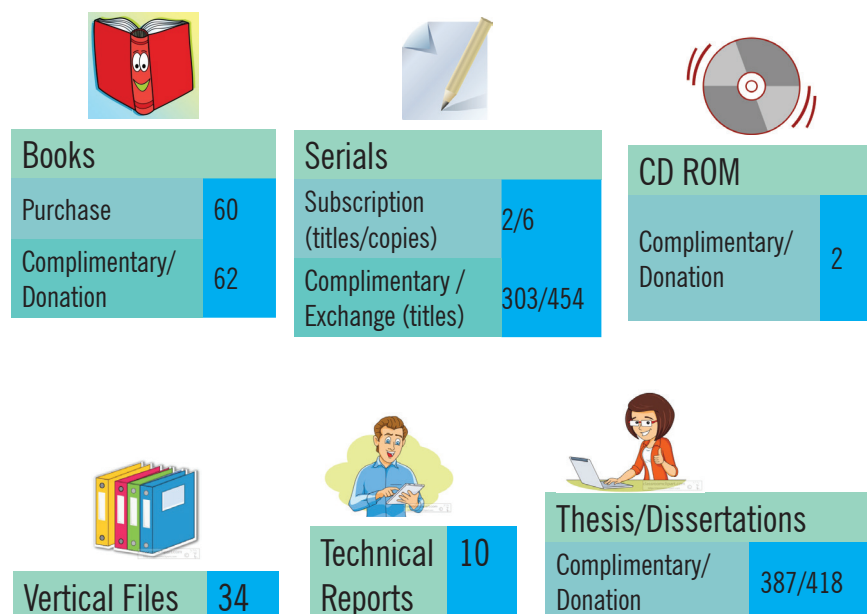 Books
Purchase 60
Complimentary/
Donation 62
Serials
Subscription
(titles/copies) 2/6
Complimentary /
Exchange (titles) 303/454
CD ROM
Complimentary/
Donation 2
Vertical Files 34
Technical
Reports 10
Thesis/Dissertations
Complimentary/
Donation 387/418